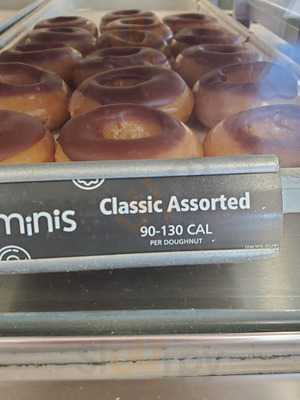 minis
Classic Assorted
90-130 CAL
PER DOUGHNUT